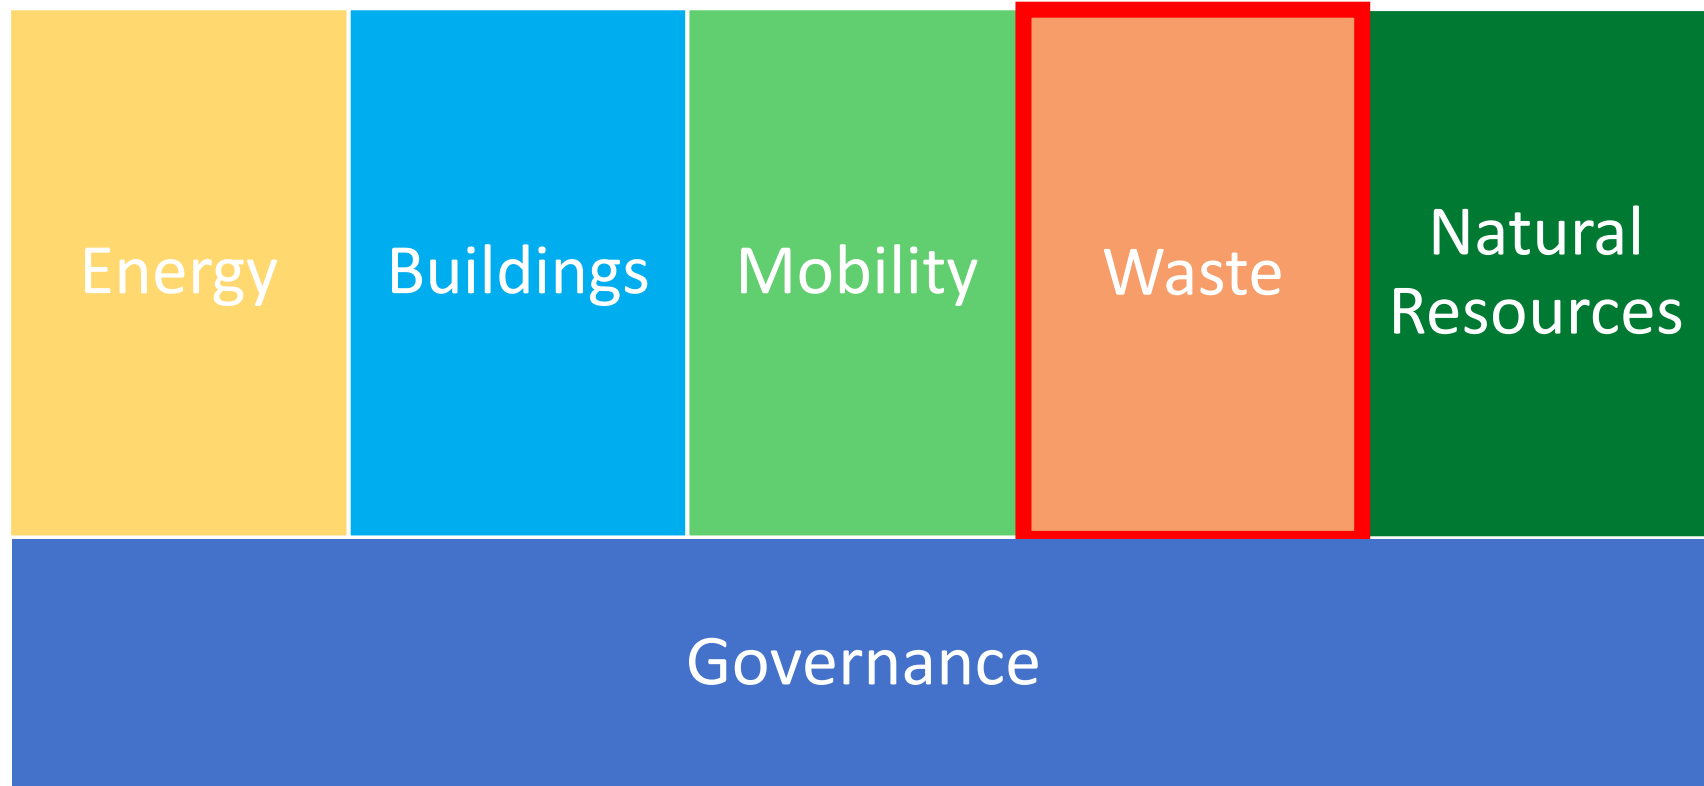 Energy
Buildings
Mobility
Waste
Natural
Resources
Governance